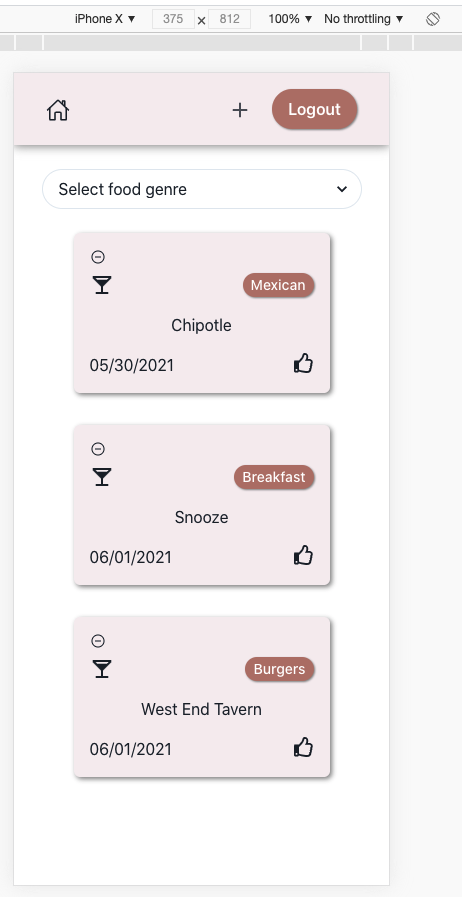 iPhone X ▼ 375 x 812 100% ▼ No throttling ▼
Logout
Select food genre
Mexican
Chipotle
05/30/2021
Breakfast
Snooze
06/01/2021
Burgers
West End Tavern
06/01/2021